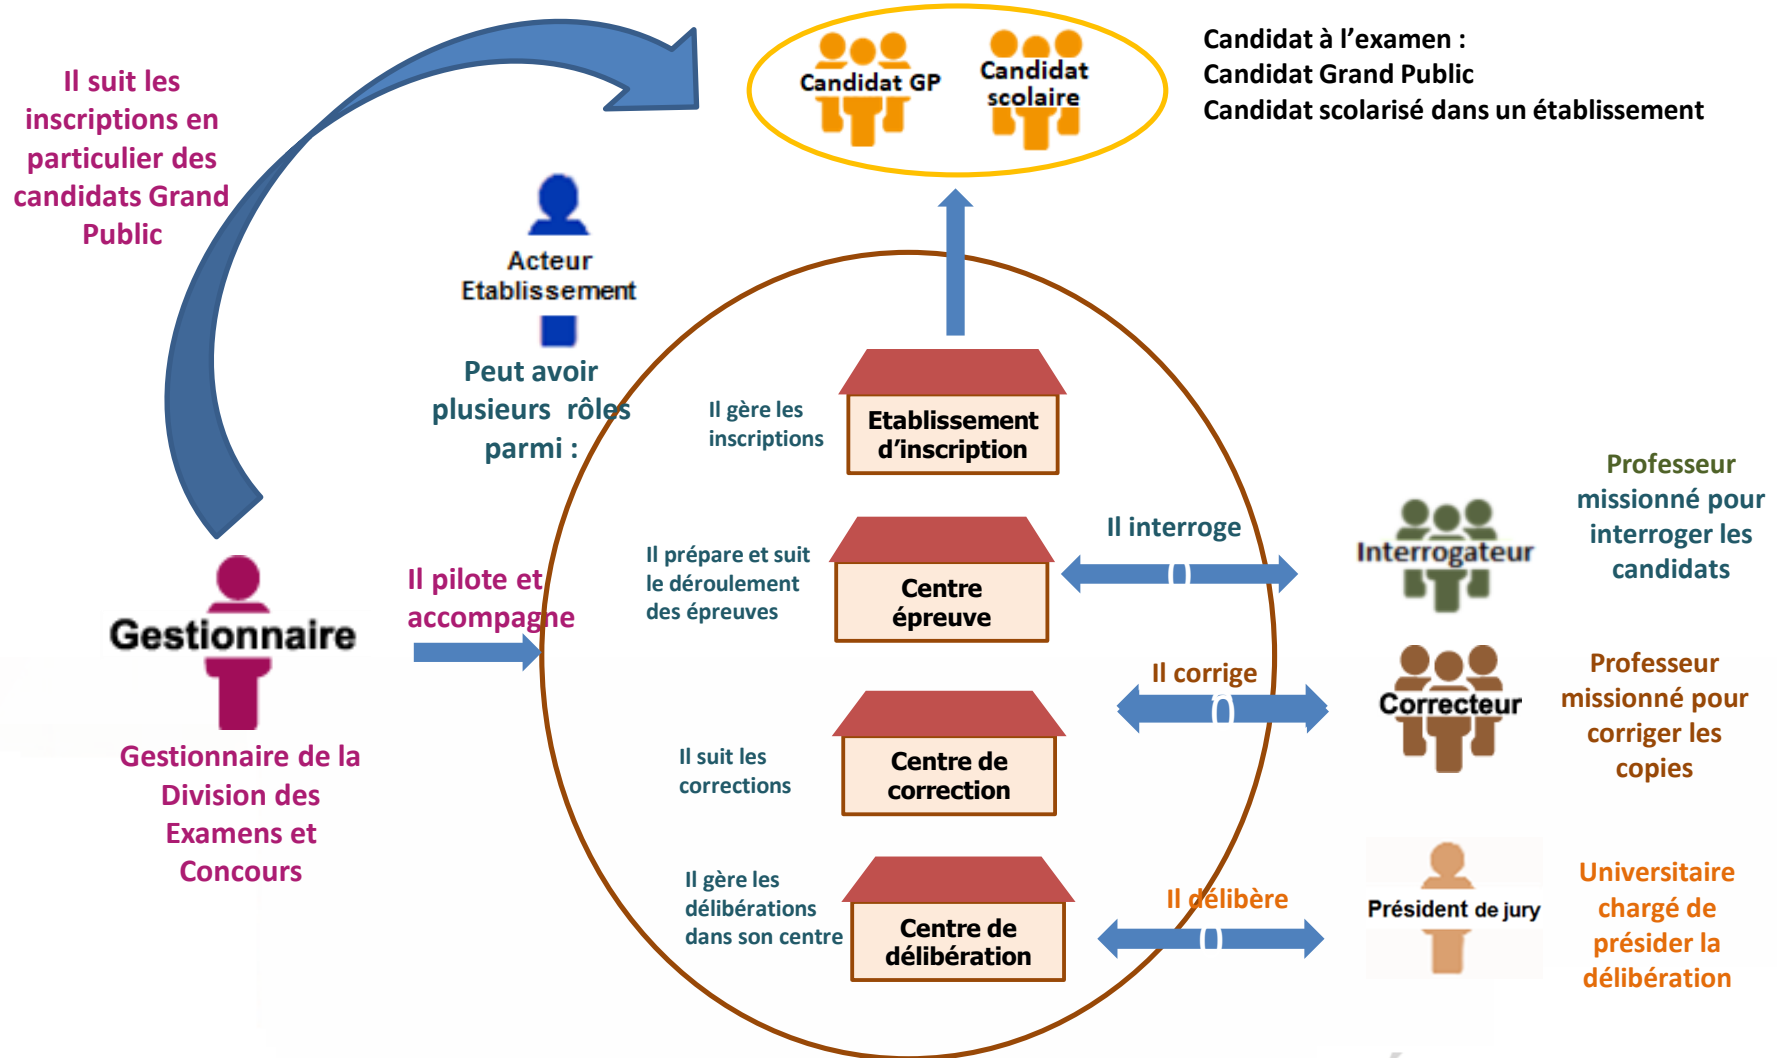 Il suit les
inscriptions en
particulier des
candidats Grand
Public
Candidat GP
Candidat
scolaire
Candidat à l’examen :
Candidat Grand Public
Candidat scolarisé dans un établissement
Acteur
Etablissement
Peut avoir
plusieurs rôles
parmi :
Il gère les
inscriptions
Etablissement
d’inscription
Il prépare et suit
le déroulement
des épreuves
Centre
épreuve
Il interroge
Interrogateur
Professeur
missionné pour
interroger les
candidats
Il pilote et
accompagne
Gestionnaire
Gestionnaire de la
Division des
Examens et
Concours
Il suit les
corrections
Centre de
correction
Il corrige
Correcteur
Professeur
missionné pour
corriger les
copies
Il gère les
délibérations
dans son centre
Centre de
délibération
Il délibère
Président de jury
Universitaire
chargé de
présider la
délibération